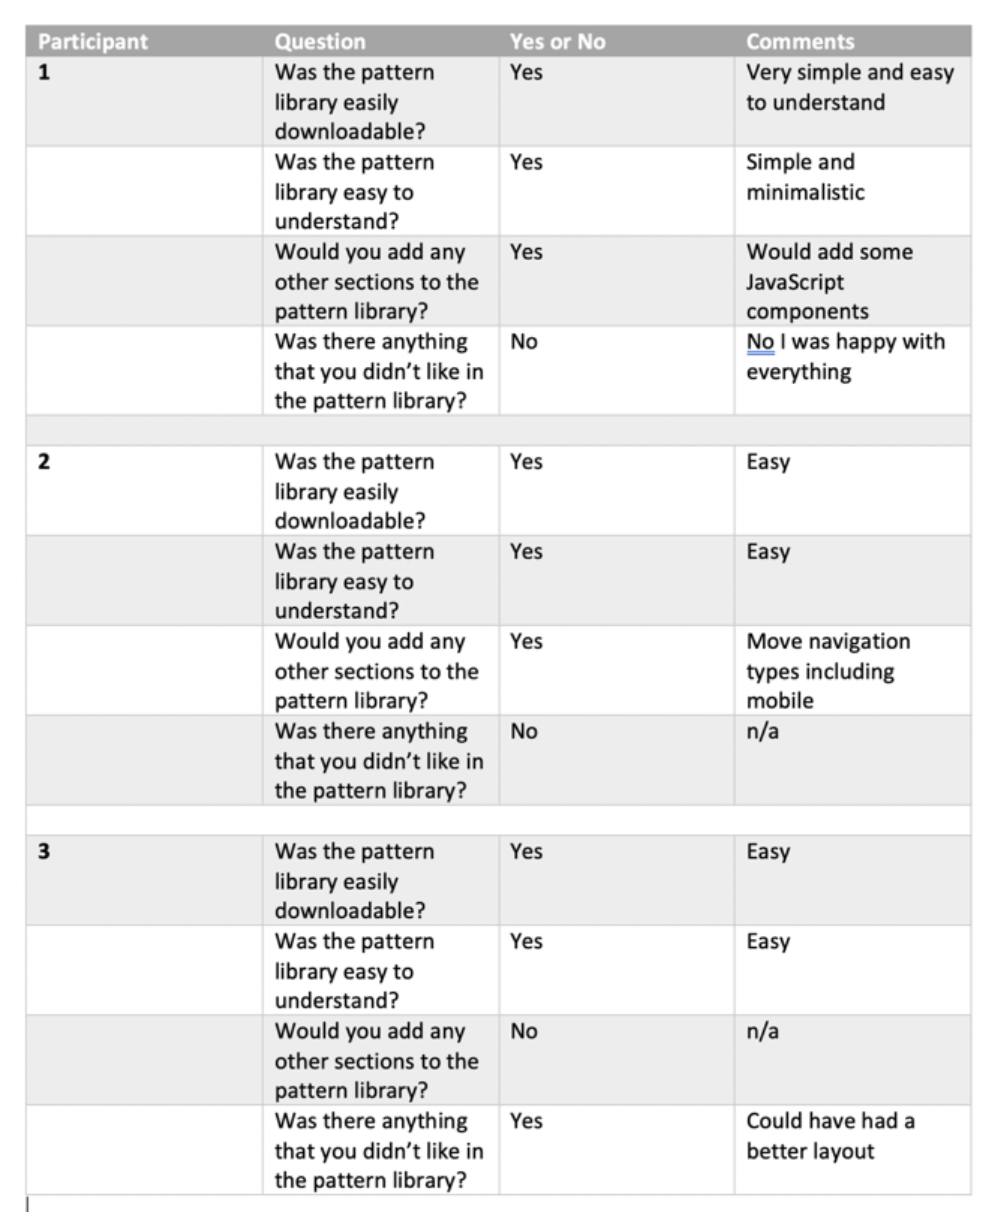 Participant Question Yes or No Comments
1 Was the pattern Yes Very simple and easy
library easily to understand
downloadable?
Was the pattern Yes Simple and
library easy to minimalistic
understand?
Would you add any Yes Would add some
other sections to the JavaScript
pattern library? components
Was there anything No No I was happy with
that you didn't like in everything
the pattern library?
2 Was the pattern Yes Easy
library easily
downloadable?
Was the pattern Yes Easy
library easy to
understand?
Would you add any Yes Move navigation
other sections to the types including
pattern library? mobile
Was there anything No n/a
that you didn't like in
the pattern library?
3 Was the pattern Yes Easy
library easily
downloadable?
Was the pattern Yes Easy
library easy to
understand?
Would you add any No n/a
other sections to the
pattern library?
Was there anything Yes Could have had a
that you didn't like in better layout
the pattern library?